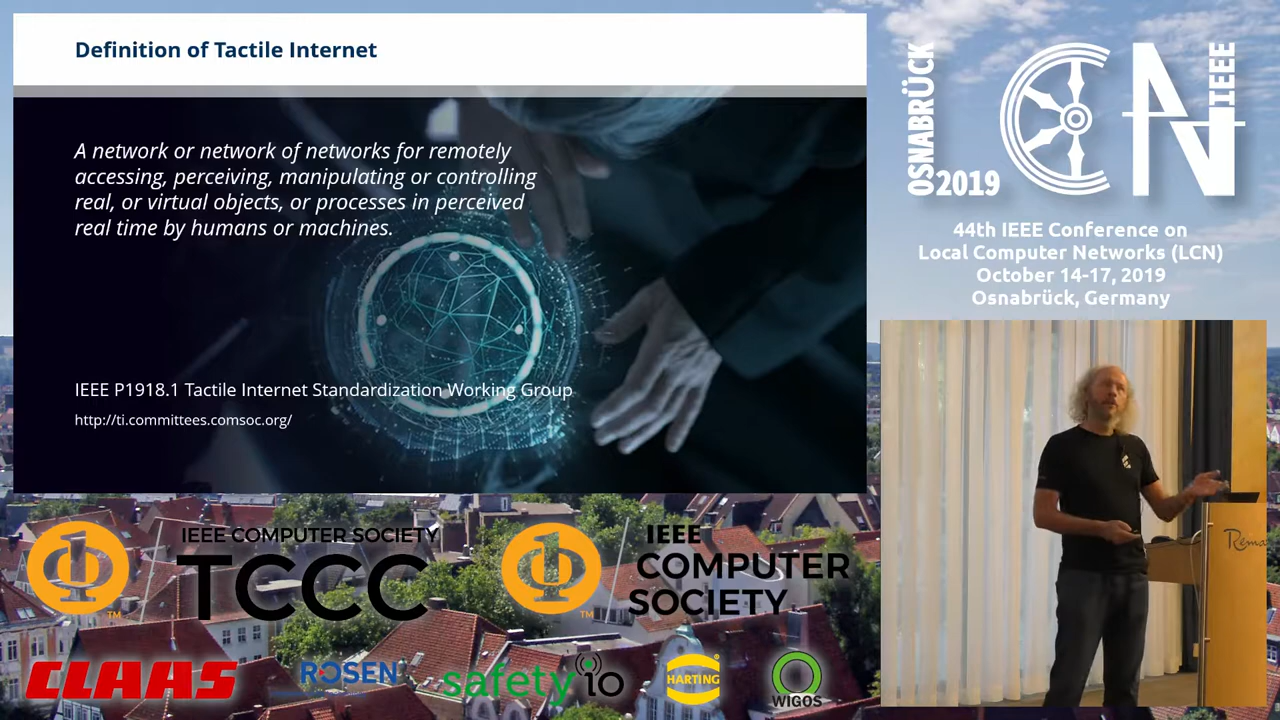 Definition of Tactile Internet
A network or network of networks for remotely
accessing, perceiving, manipulating or controlling
real, or virtual objects, or processes in perceived
real time by humans or machines.
IEEE P1918.1 Tactile Internet Standardization Working Group
http://ti.committees.comsoc.org/
OSNABRÜCK
2019
CN
IEEE
44th IEEE Conference on
Local Computer Networks (LCN)
October 14-17, 2019
Osnabrück, Germany
IEEE COMPUTER SOCIETY
TCCC
TM
IEEE
COMPUTER
SOCIETY
TM
CLAAS
ROSEN
safetyio
HARTING
WIGOS